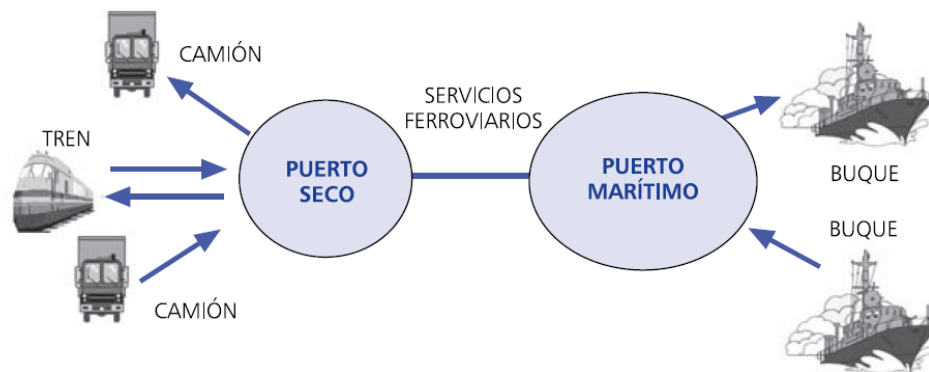 CAMIÓN
TREN
CAMIÓN
PUERTO
SECO
SERVICIOS
FERROVIARIOS
PUERTO
MARÍTIMO
BUQUE
BUQUE